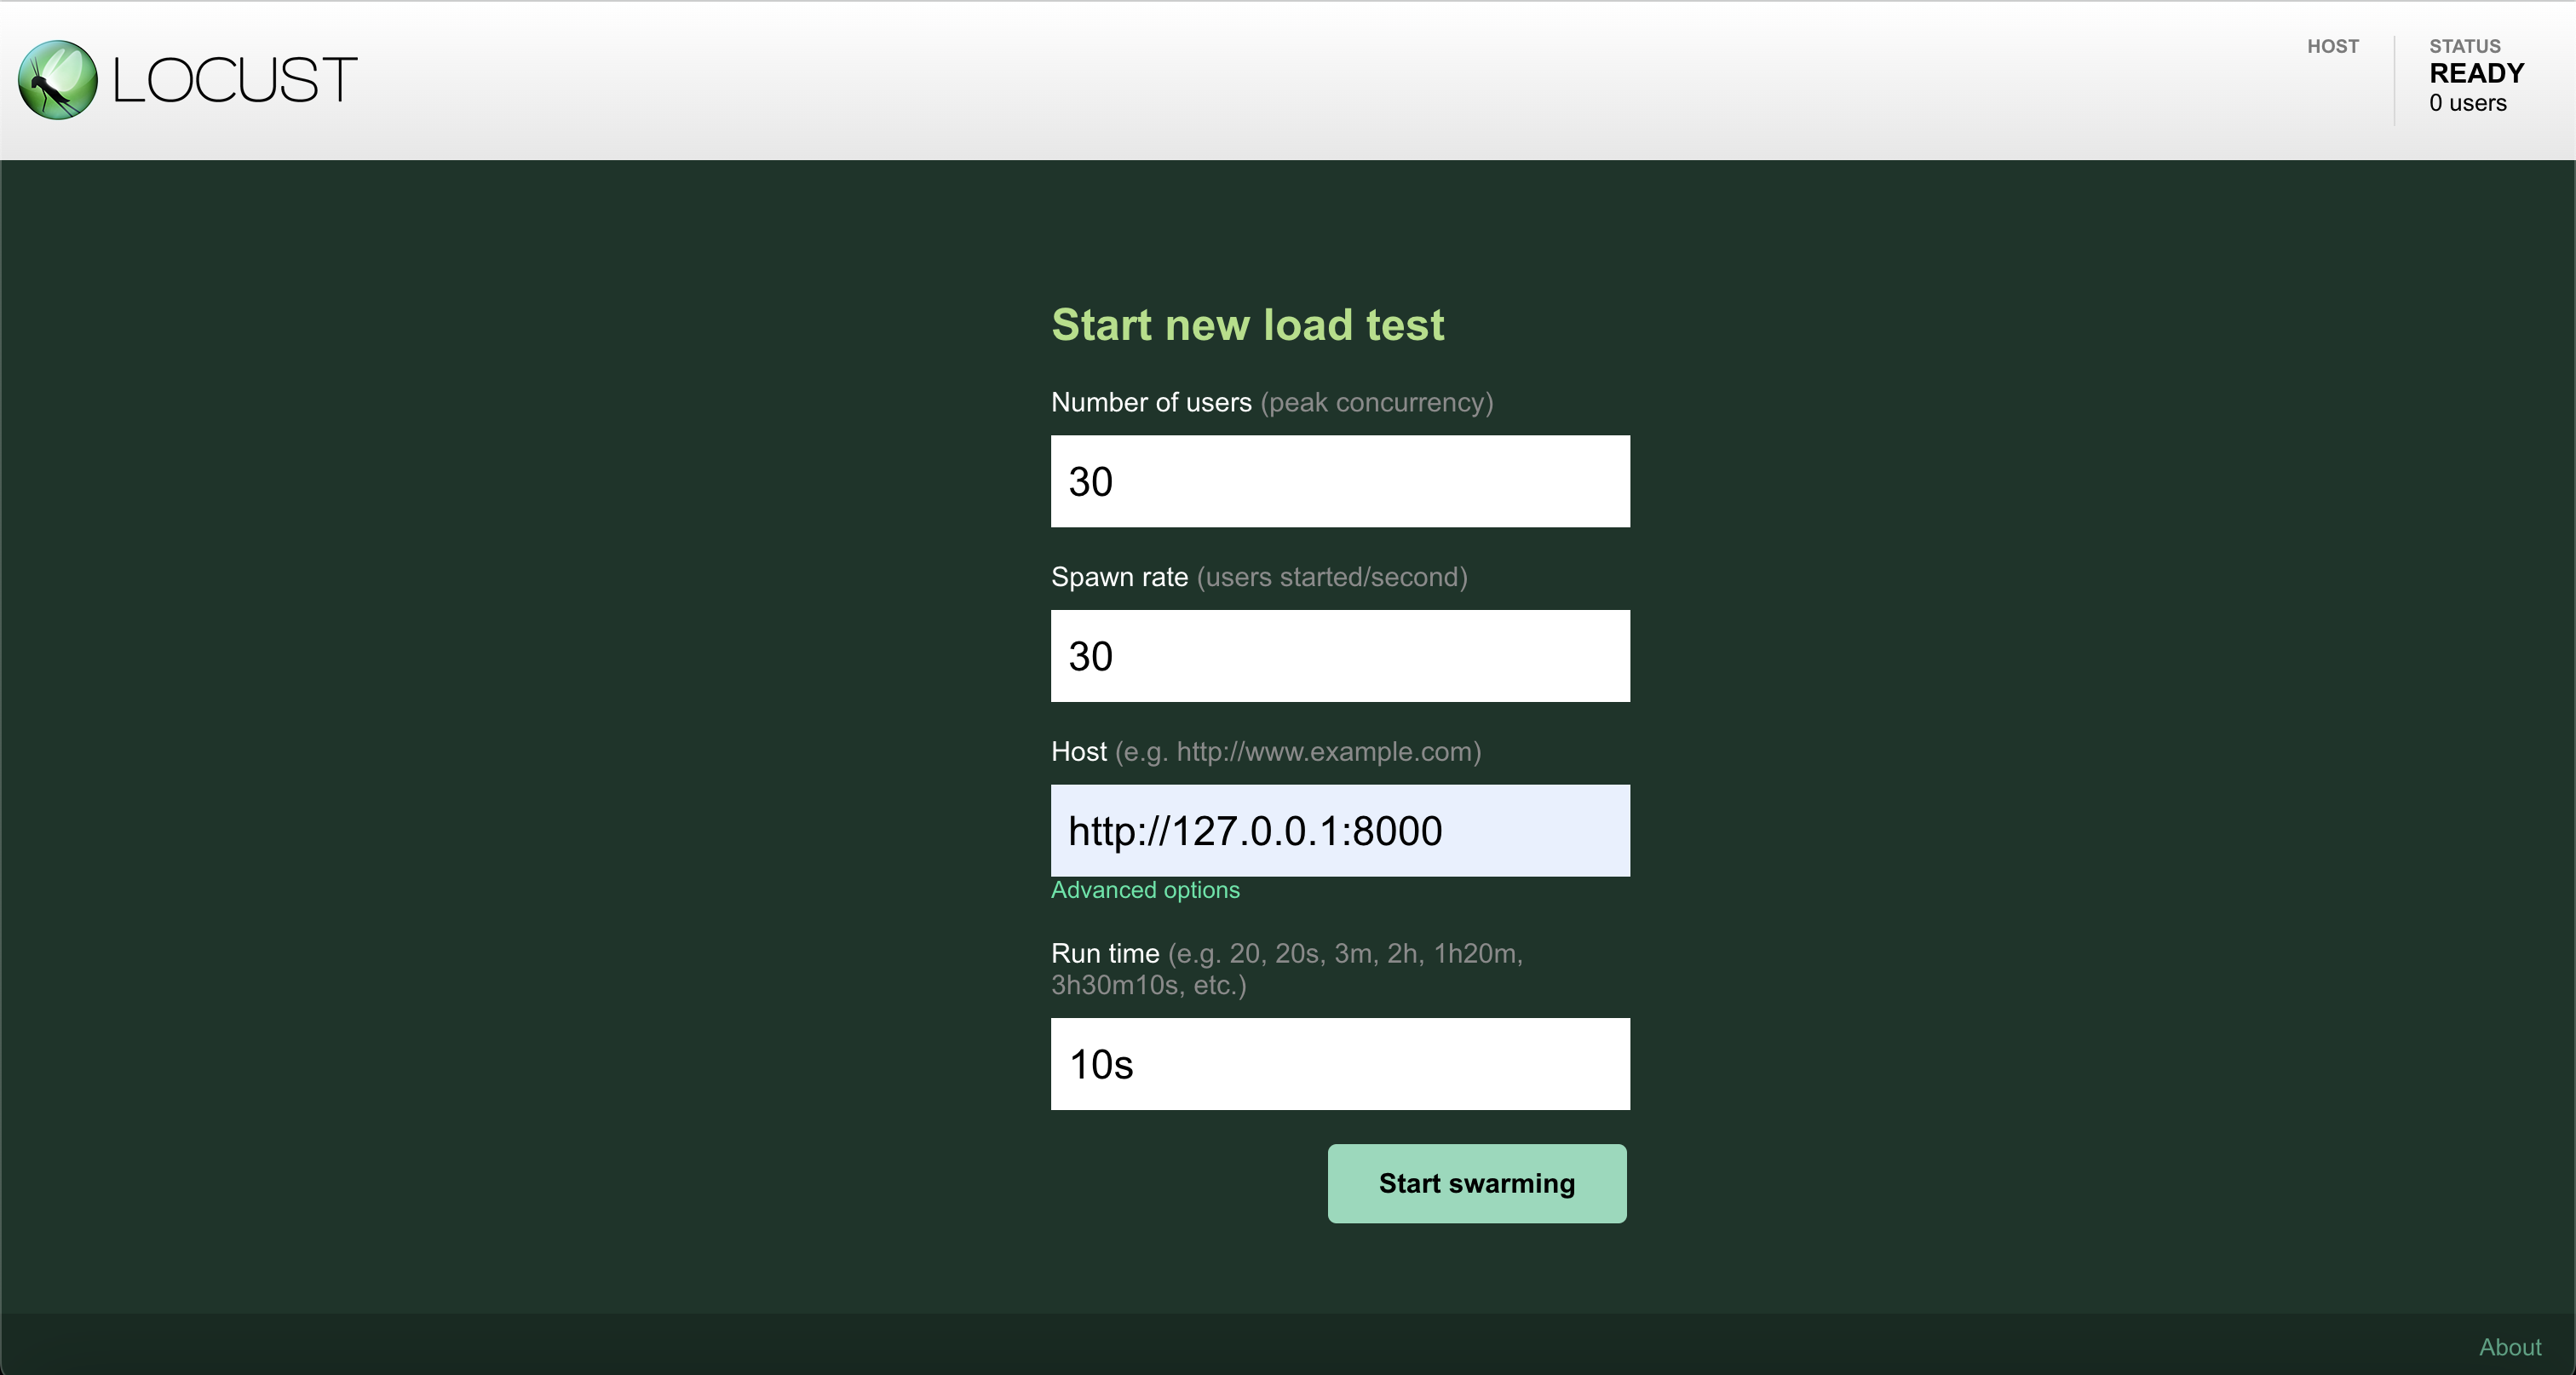 LOCUST
HOST
STATUS
READY
0 users
Start new load test
Number of users (peak concurrency)
30
Spawn rate (users started/second)
30
Host (e.g. http://www.example.com)
http://127.0.0.1:8000
Advanced options
Run time (e.g. 20, 20s, 3m, 2h, 1h20m,
3h30m10s, etc.)
10s
Start swarming
About